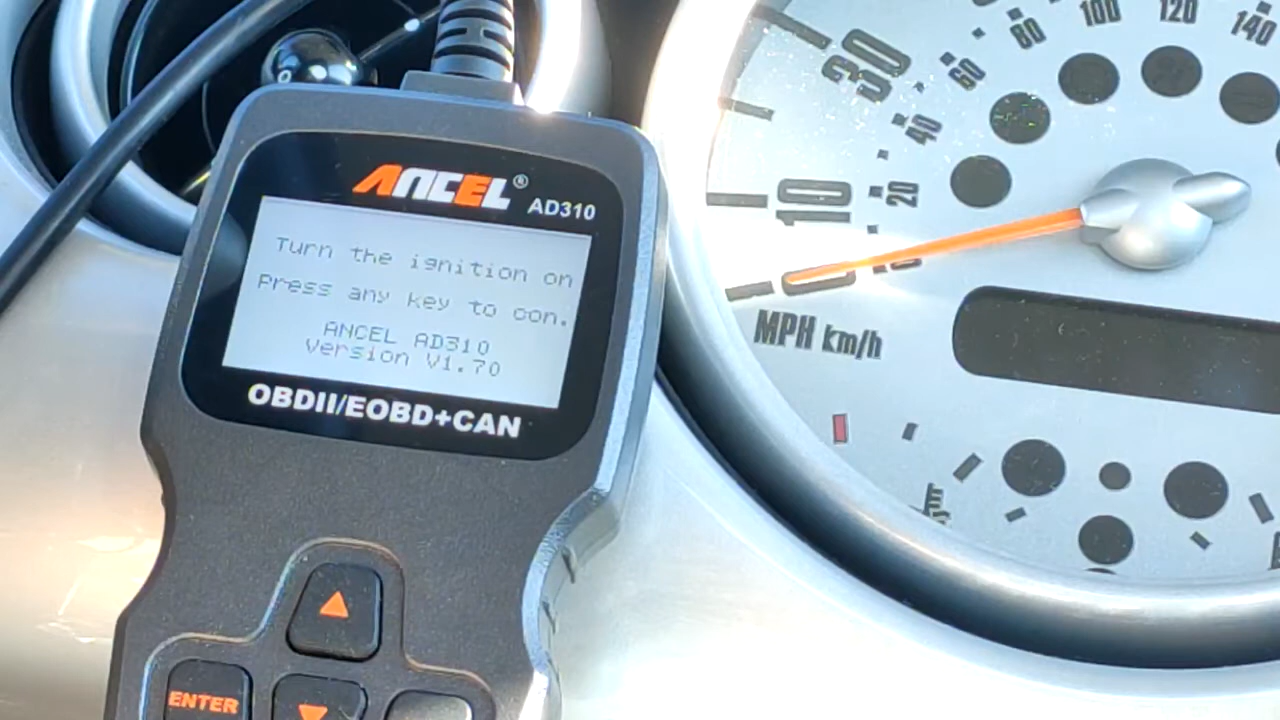 ANCEL®
AD310
Turn the ignition on
Press any key to con.
ANCEL AD310
Version V1.70
OBDII/EOBD+CAN
ENTER
30
10
0
140
120
100
80
60
40
20
MPH km/h